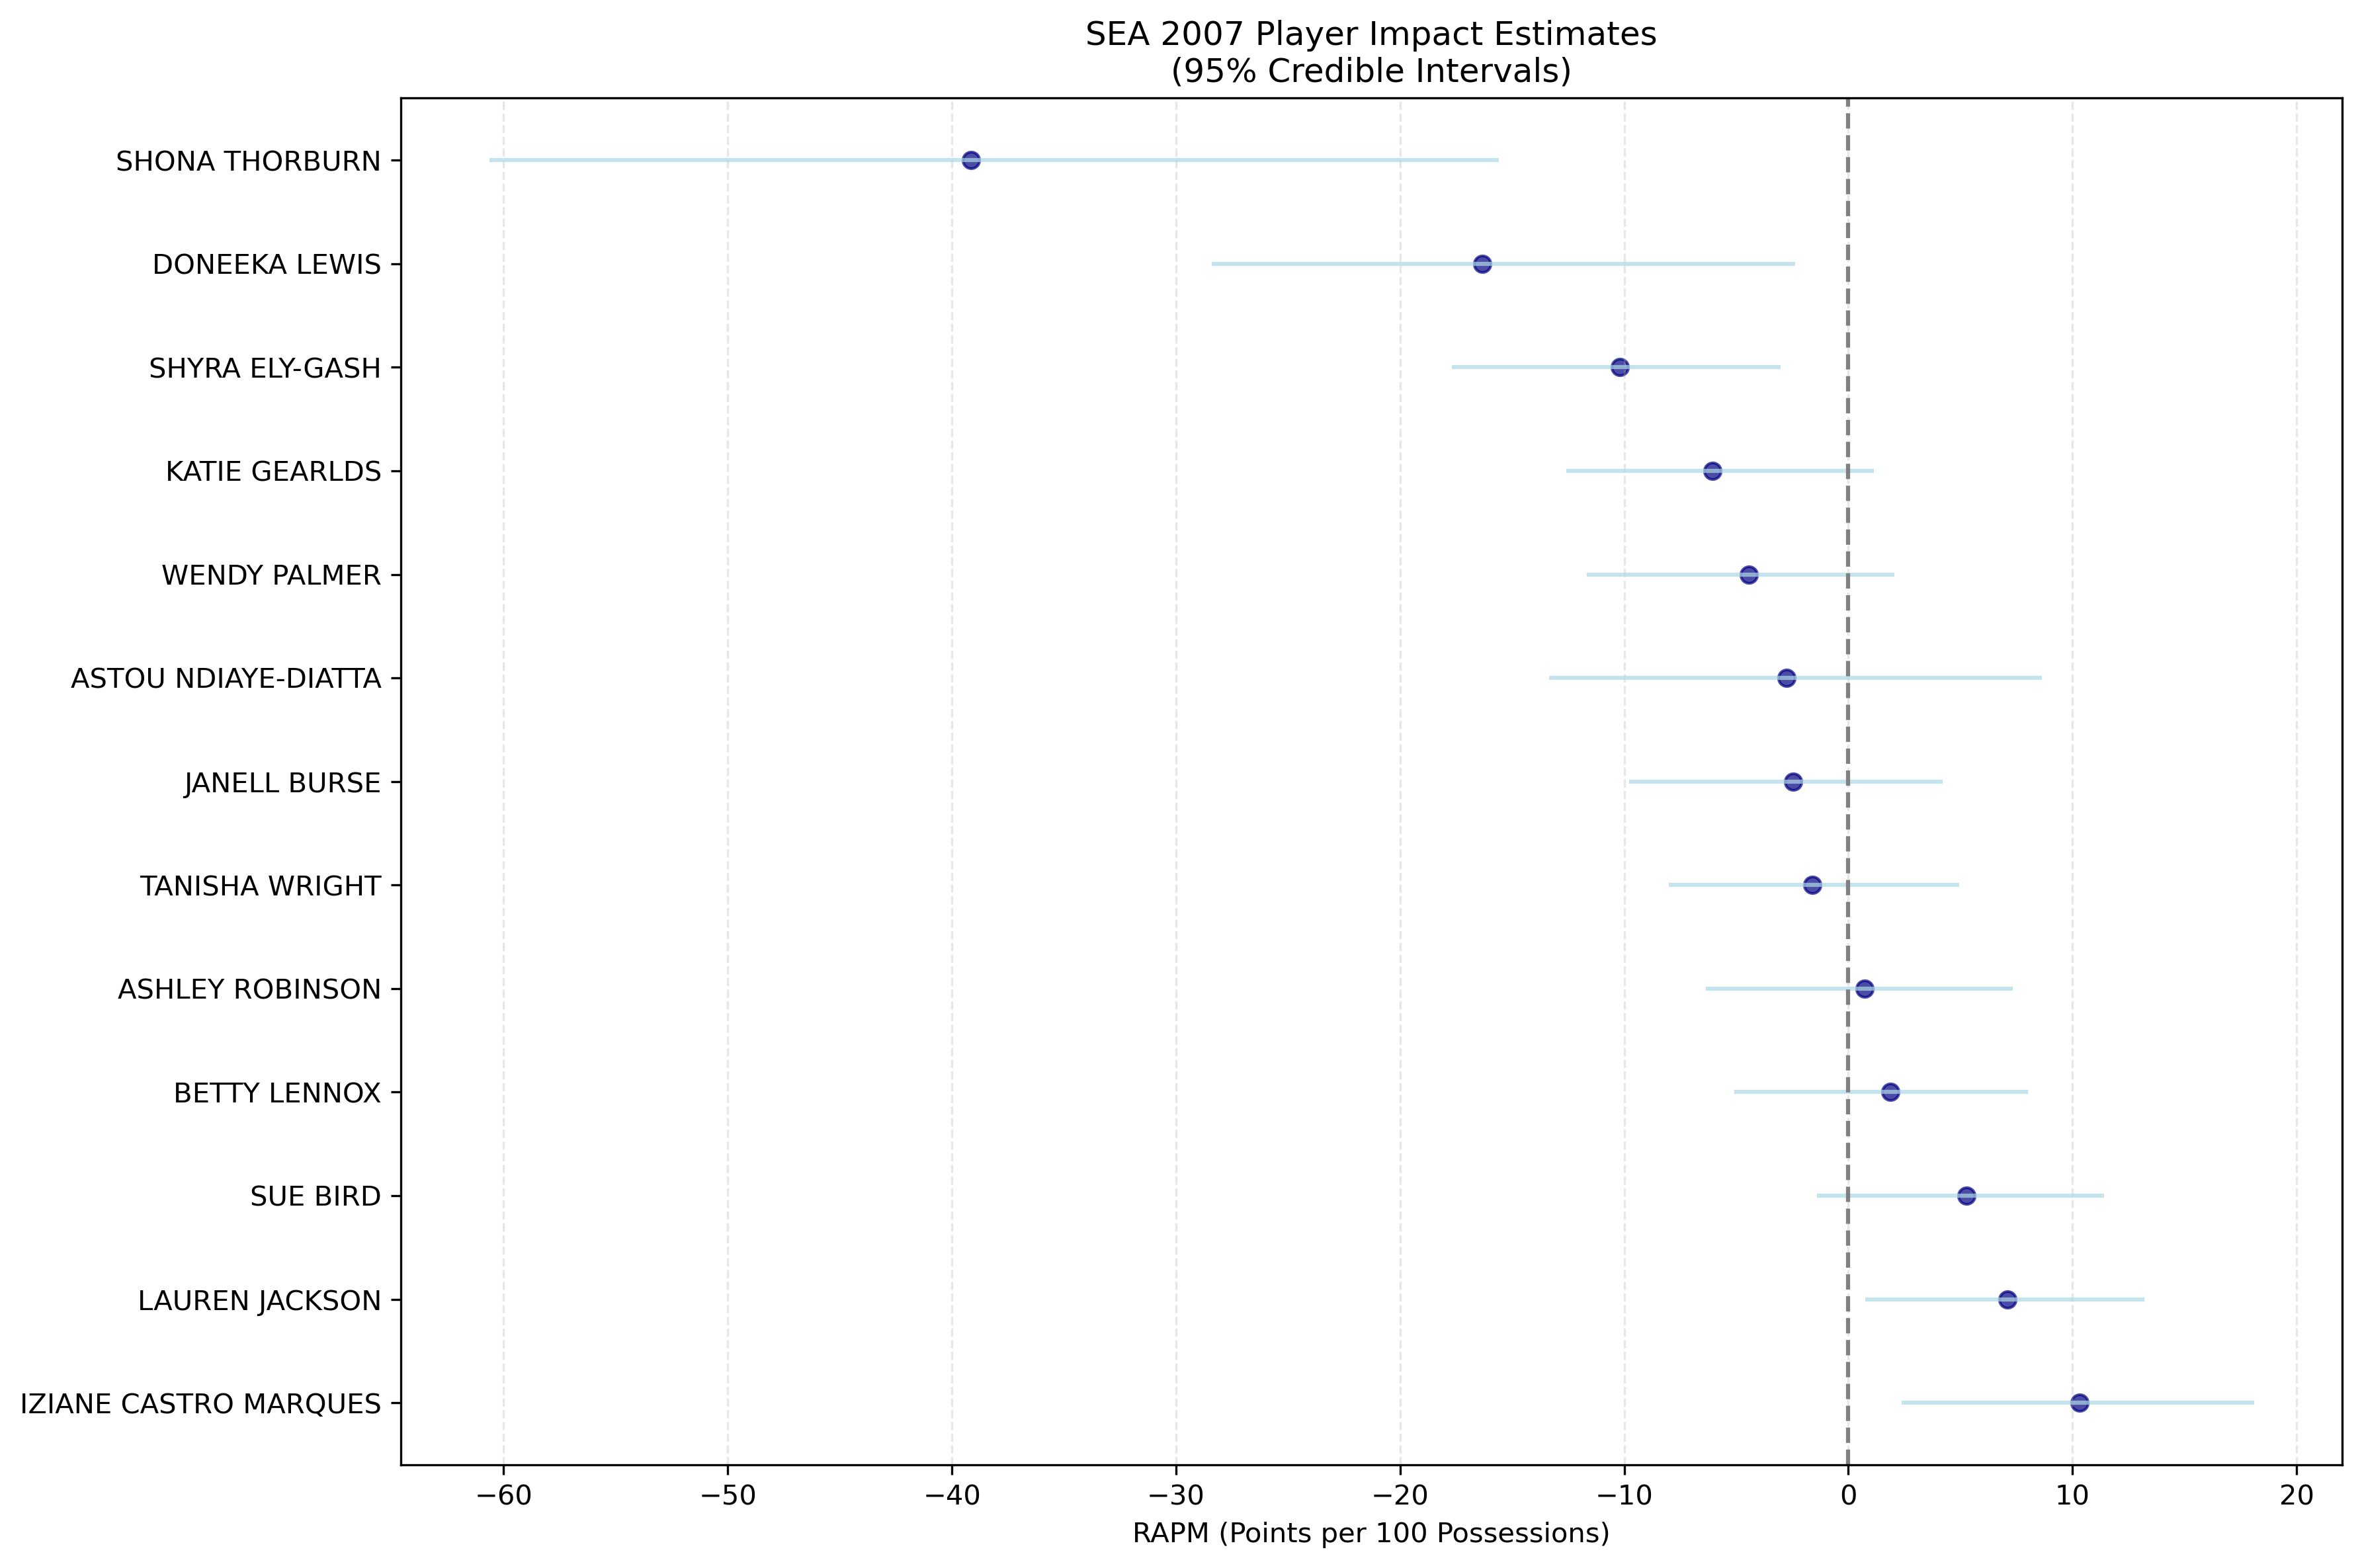 SEA 2007 Player Impact Estimates
(95% Credible Intervals)
SHONA THORBURN
DONEEKA LEWIS
SHYRA ELY-GASH
KATIE GEARLDS
WENDY PALMER
ASTOU NDIAYE-DIATTA
JANELL BURSE
TANISHA WRIGHT
ASHLEY ROBINSON
BETTY LENNOX
SUE BIRD
LAUREN JACKSON
IZIANE CASTRO MARQUES
−60 −50 −40 −30 −20 −10 0 10 20
RAPM (Points per 100 Possessions)